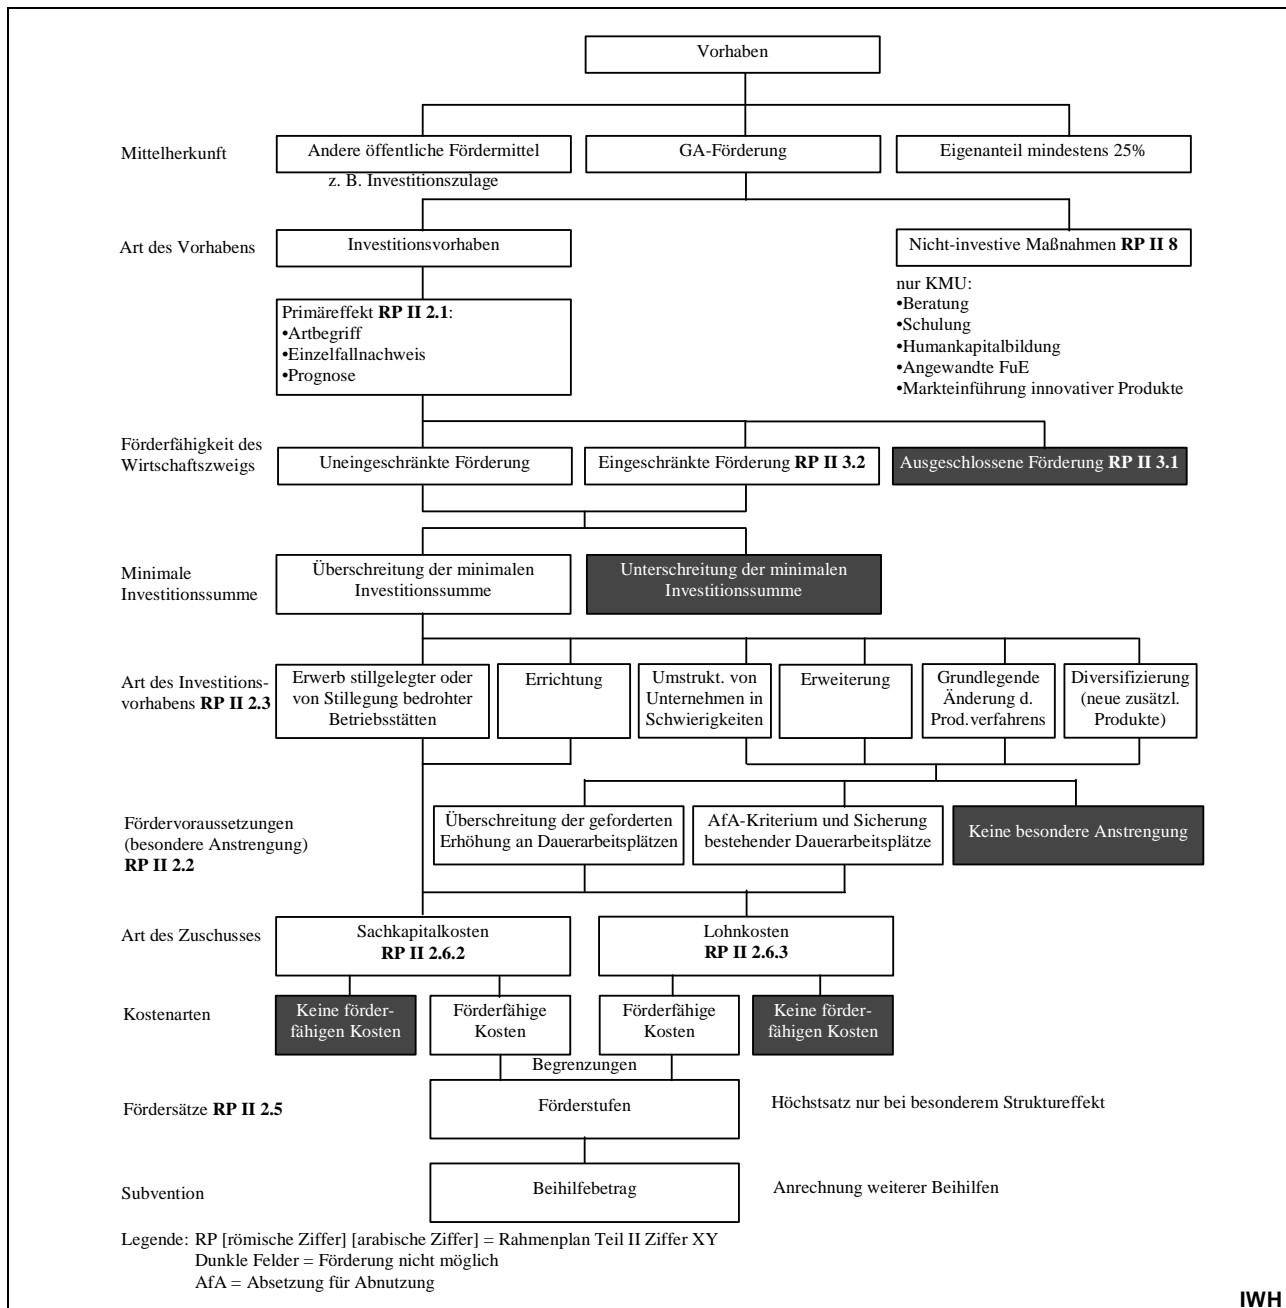 Vorhaben
Mittelherkunft
Andere öffentliche Fördermittel
GA-Förderung
Eigenanteil mindestens 25%
z. B. Investitionszulage
Art des Vorhabens
Investitionsvorhaben
Nicht-investive Maßnahmen RP II 8
nur KMU:
•Beratung
•Schulung
•Humankapitalbildung
•Angewandte FuE
•Markteinführung innovativer Produkte
Primäreffekt RP II 2.1:
•Artbegriff
•Einzelfallnachweis
•Prognose
Förderfähigkeit des
Wirtschaftszweigs
Uneingeschränkte Förderung
Eingeschränkte Förderung RP II 3.2
Ausgeschlossene Förderung RP II 3.1
Minimale
Investitionssumme
Überschreitung der minimalen
Investitionssumme
Unterschreitung der minimalen
Investitionssumme
Art des Investitions-
vorhabens RP II 2.3
Erwerb stillgelegter oder
von Stillegung bedrohter
Betriebsstätten
Errichtung
Umstrukt. von
Unternehmen in
Schwierigkeiten
Erweiterung
Grundlegende
Änderung d.
Prod.verfahrens
Diversifizierung
(neue zusätzl.
Produkte)
Fördervoraussetzungen
(besondere Anstrengung)
RP II 2.2
Überschreitung der geforderten
Erhöhung an Dauerarbeitsplätzen
AfA-Kriterium und Sicherung
bestehender Dauerarbeitsplätze
Keine besondere Anstrengung
Art des Zuschusses
Sachkapitalkosten
RP II 2.6.2
Lohnkosten
RP II 2.6.3
Kostenarten
Keine förder-
fähigen Kosten
Förderfähige
Kosten
Förderfähige
Kosten
Keine förder-
fähigen Kosten
Begrenzungen
Fördersätze RP II 2.5
Förderstufen
Höchstsatz nur bei besonderem Struktureffekt
Subvention
Beihilfebetrag
Anrechnung weiterer Beihilfen
Legende: RP [römische Ziffer] [arabische Ziffer] = Rahmenplan Teil II Ziffer XY
Dunkle Felder = Förderung nicht möglich
AfA = Absetzung für Abnutzung
IWH